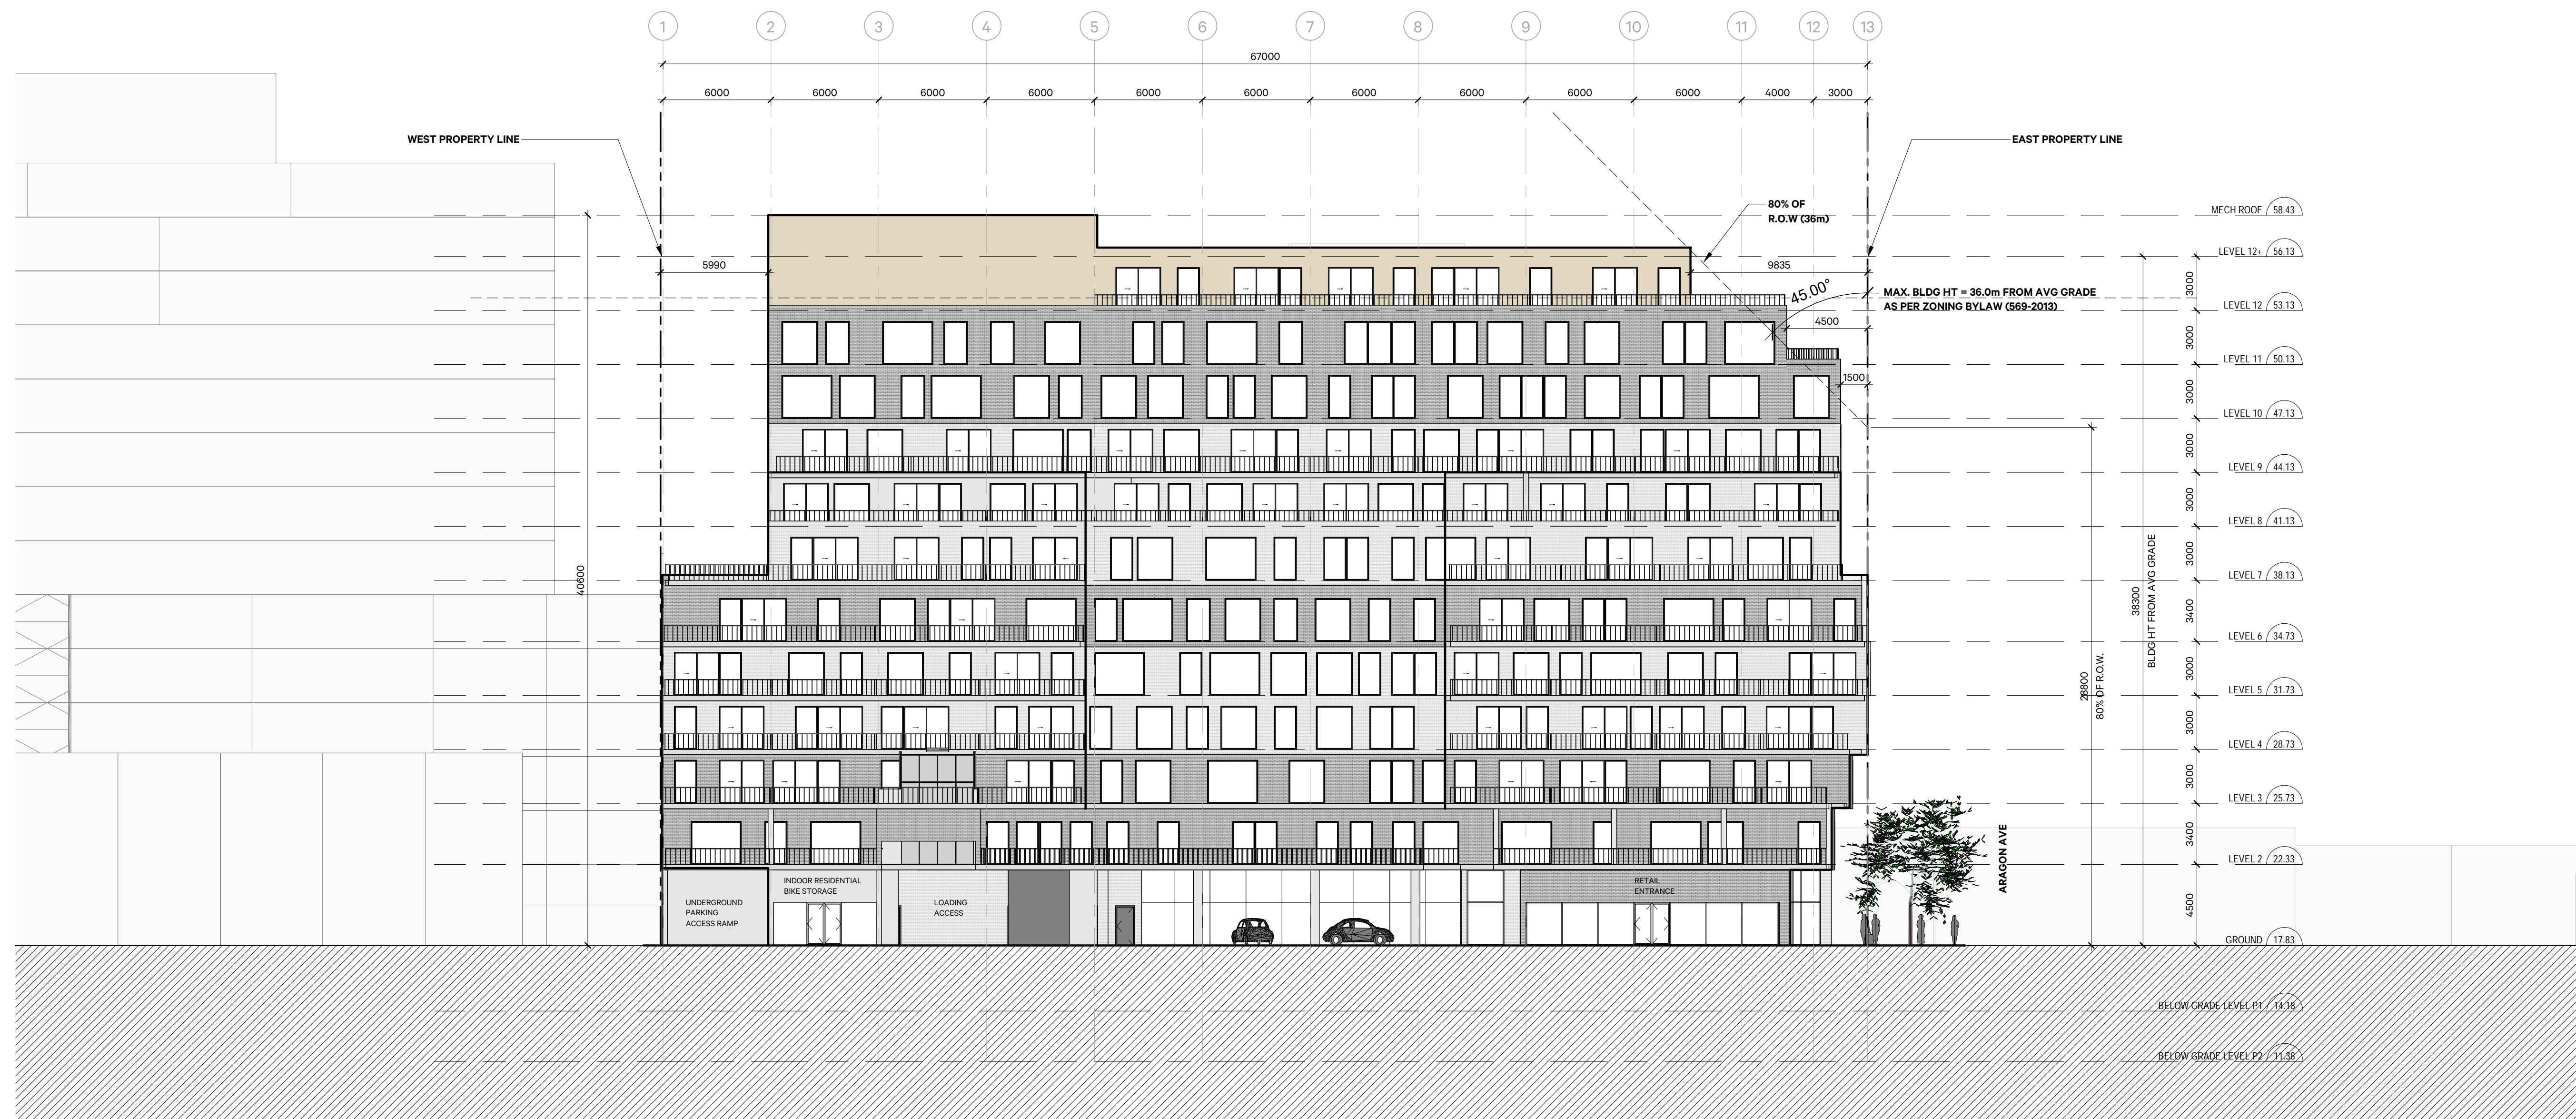 1 2 3 4 5 6 7 8 9 10 11 12 13
67000
6000 6000 6000 6000 6000 6000 6000 6000 6000 6000 4000 3000
WEST PROPERTY LINE
EAST PROPERTY LINE
80% OF
R.O.W (36m)
MECH ROOF 58.43
LEVEL 12+ 56.13
5990
9835
3000
45.00°
MAX. BLDG HT = 36.0m FROM AVG GRADE
AS PER ZONING BYLAW (569-2013)
LEVEL 12 53.13
4500
3000
LEVEL 11 50.13
1500
3000
LEVEL 10 47.13
3000
LEVEL 9 44.13
3000
LEVEL 8 41.13
3000
LEVEL 7 38.13
40600
38300
BLDG HT FROM AVG GRADE
3400
LEVEL 6 34.73
3000
LEVEL 5 31.73
28800
80% OF R.O.W.
3000
LEVEL 4 28.73
3000
LEVEL 3 25.73
3400
ARAGON AVE
LEVEL 2 22.33
INDOOR RESIDENTIAL
BIKE STORAGE
RETAIL
ENTRANCE
UNDERGROUND
PARKING
ACCESS RAMP
LOADING
ACCESS
4500
GROUND 17.83
BELOW GRADE LEVEL P1 14.18
BELOW GRADE LEVEL P2 11.38